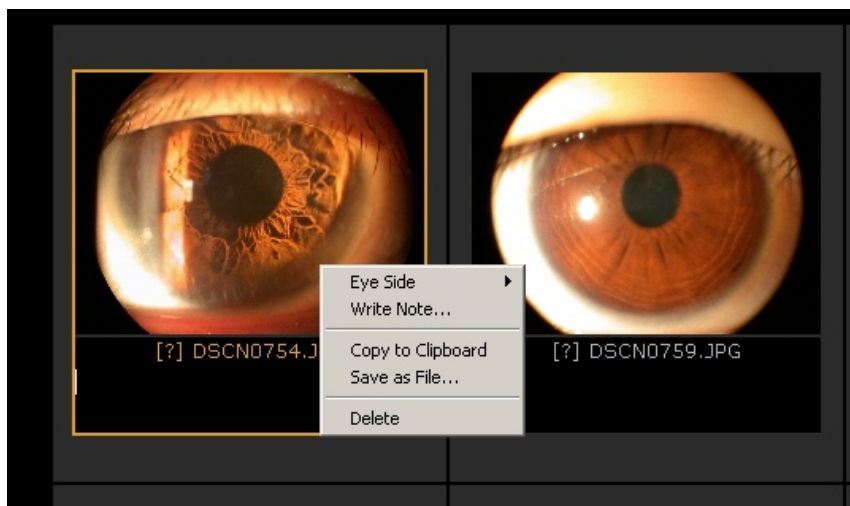 [?] DSCN0754.J
[?] DSCN0759.JPG
Eye Side
Write Note...
Copy to Clipboard
Save as File...
Delete